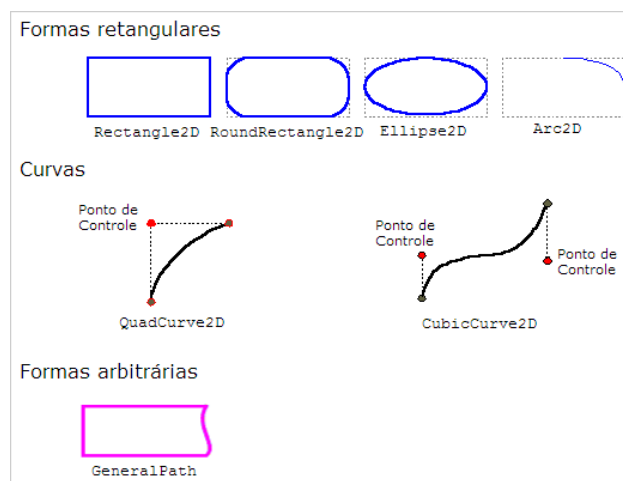 Formas retangulares
Rectangle2D RoundRectangle2D Ellipse2D Arc2D
Curvas
Ponto de
Controle
QuadCurve2D
Ponto de
Controle
Ponto de
Controle
CubicCurve2D
Formas arbitrárias
GeneralPath